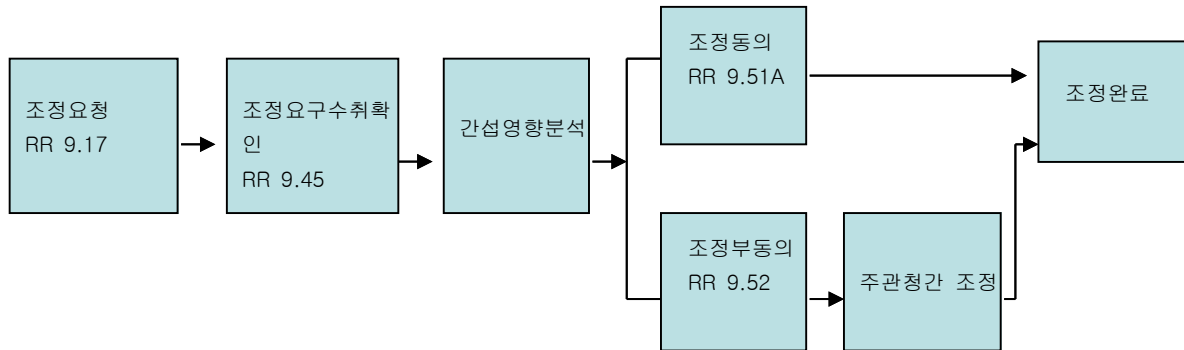 조정요청
RR 9.17
조정요구수취확
인
RR 9.45
간섭영향분석
조정동의
RR 9.51A
조정부동의
RR 9.52
주관청간 조정
조정완료